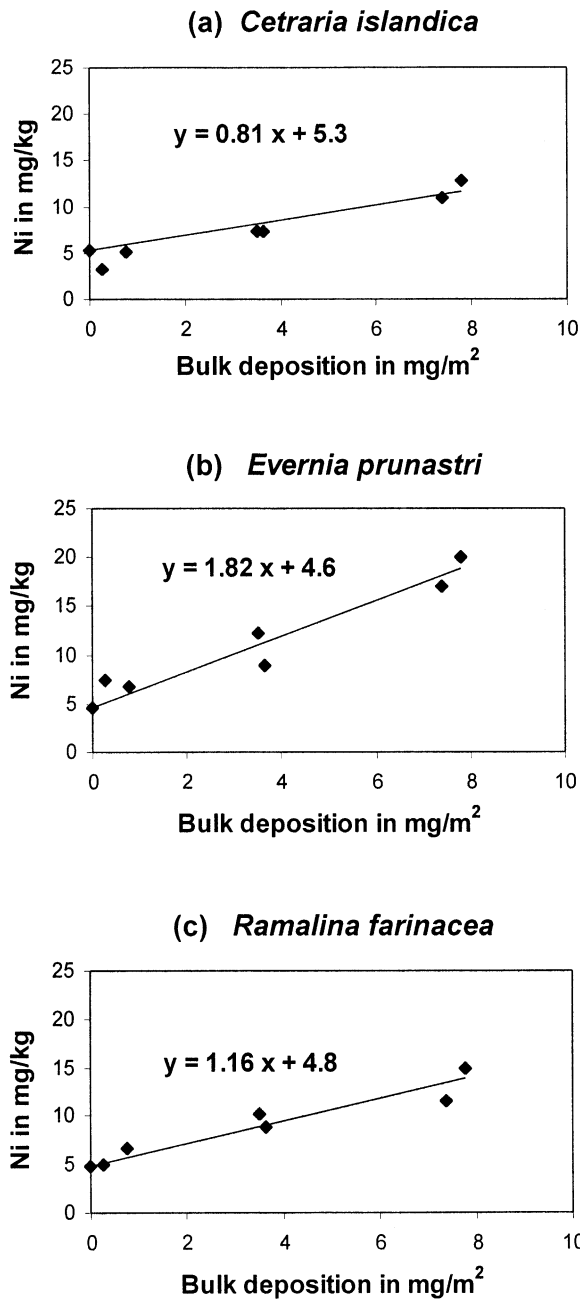 (a) Cetraria islandica
25
20
15
10
5
0
Ni in mg/kg
y = 0.81 x + 5.3
0 2 4 6 8 10
Bulk deposition in mg/m²
(b) Evernia prunastri
25
20
15
10
5
0
Ni in mg/kg
y = 1.82 x + 4.6
0 2 4 6 8 10
Bulk deposition in mg/m²
(c) Ramalina farinacea
25
20
15
10
5
0
Ni in mg/kg
y = 1.16 x + 4.8
0 2 4 6 8 10
Bulk deposition in mg/m²